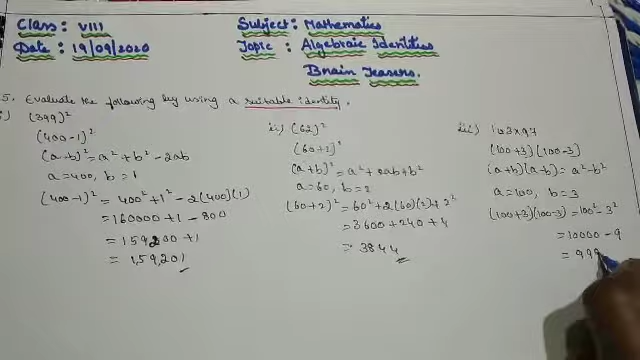 Class : VIII
Subject : Mathematics
Date : 19/09/2020
Topic : Algebraic Identities
Brain Teasers.
5. Evaluate the following by using a suitable identity.
i) (399)²
(400-1)²
(a-b)² = a² + b² - 2ab
a = 400, b = 1
(400-1)² = 400² + 1² - 2(400)(1)
= 160000 + 1 - 800
= 159200 + 1
= 1,59,201
ii) (62)²
(60+2)²
(a+b)² = a² + 2ab + b²
a = 60, b = 2
(60+2)² = 60² + 2(60)(2) + 2²
= 3600 + 240 + 4
= 3844
iii) 103 x 97
(100+3)(100-3)
(a+b)(a-b) = a² - b²
a = 100, b = 3
(100+3)(100-3) = 100² - 3²
= 10000 - 9
= 999